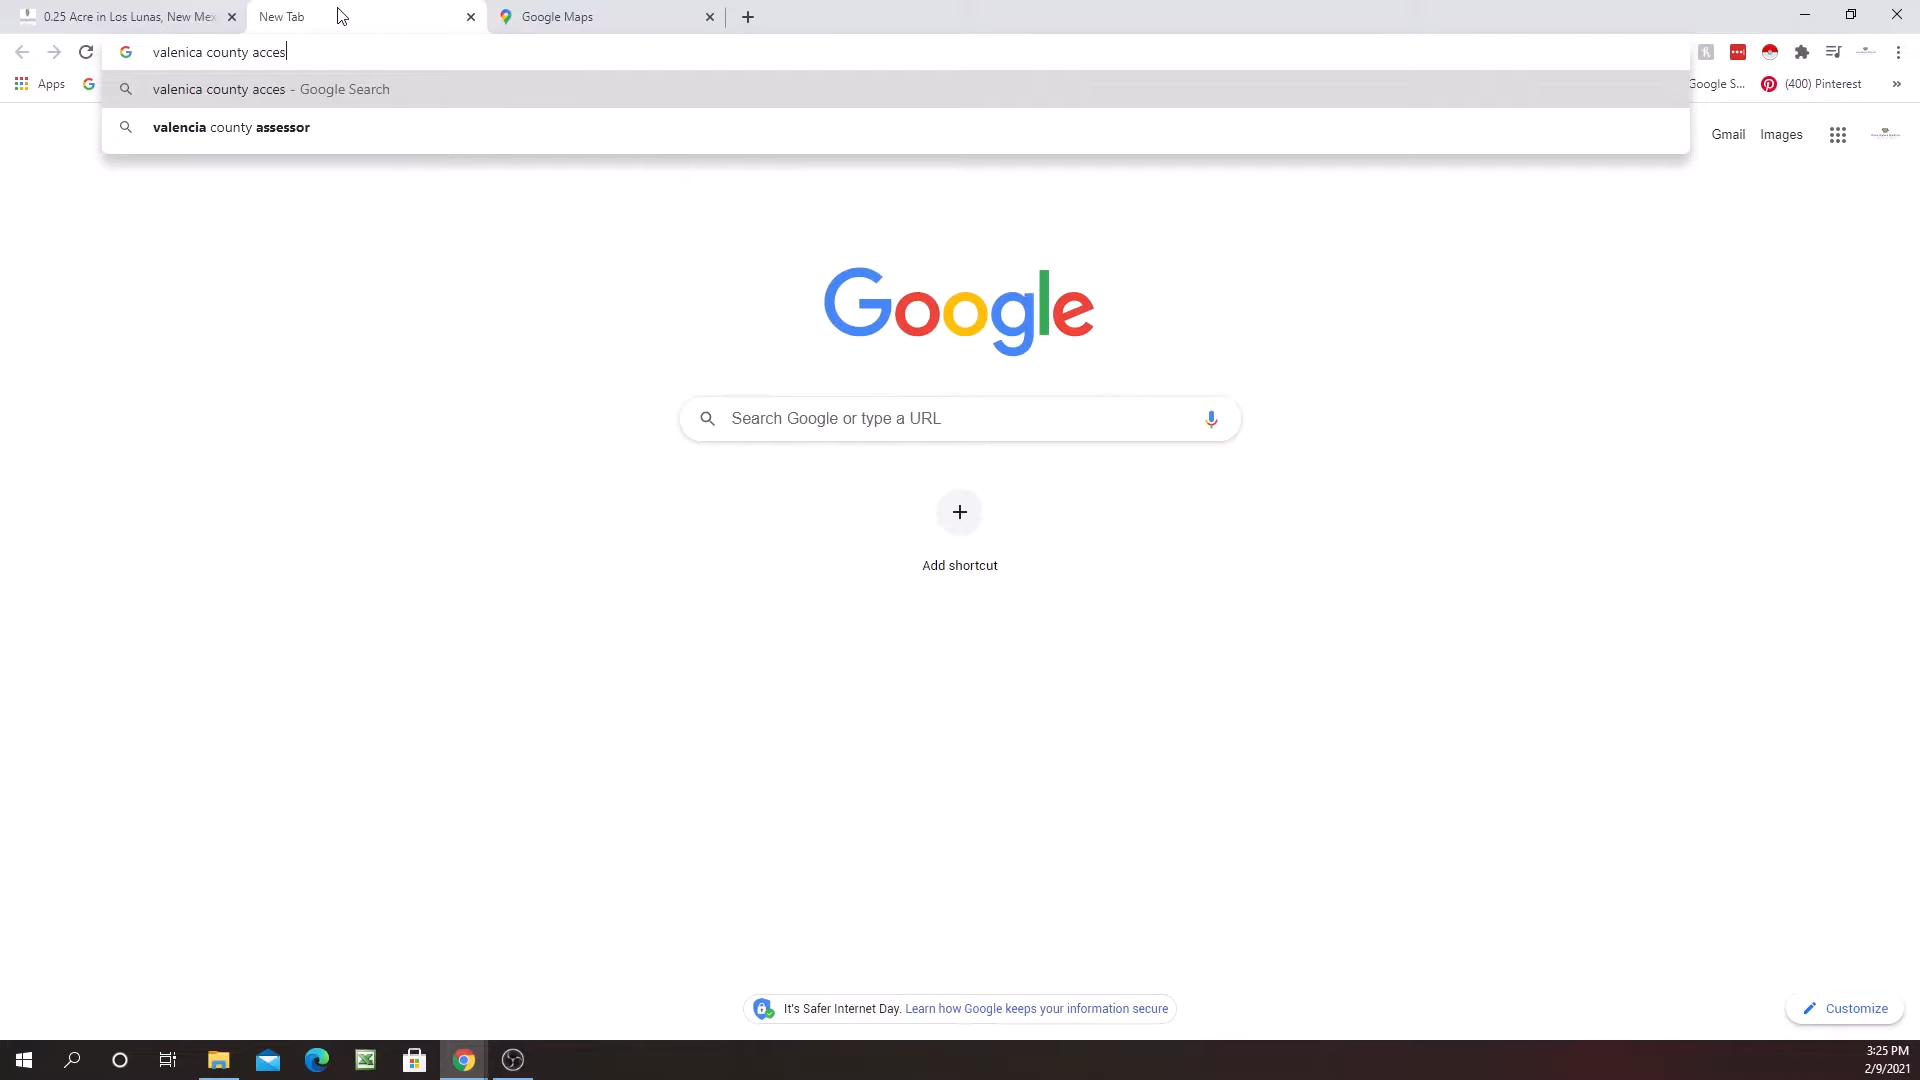 0.25 Acre in Los Lunas, New Mex
New Tab
Google Maps
valenica county acces
valenica county acces - Google Search
valencia county assessor
Apps
Google S...
(400) Pinterest
Gmail
Images
Google
Search Google or type a URL
Add shortcut
It's Safer Internet Day. Learn how Google keeps your information secure
Customize
3:25 PM
2/9/2021